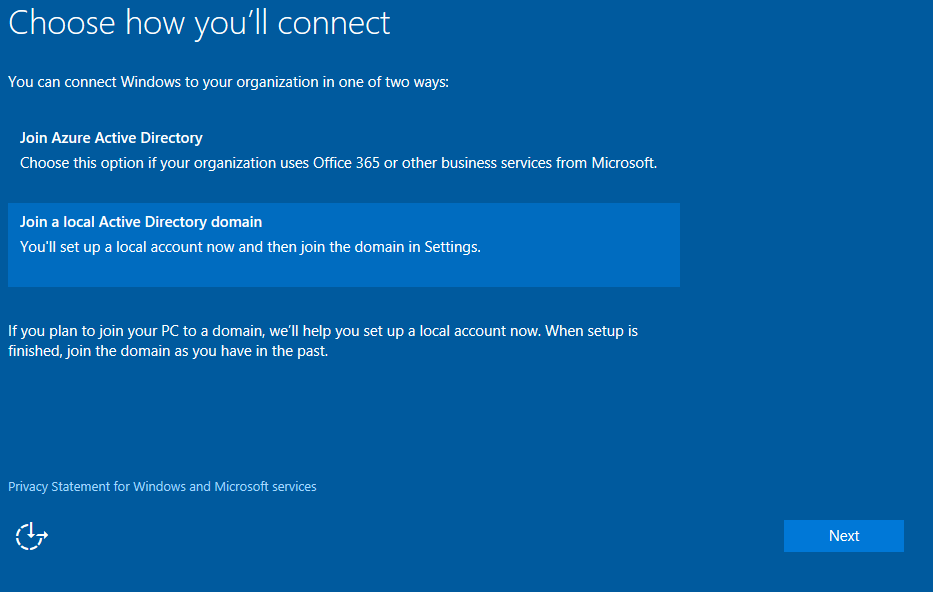 Choose how you’ll connect
You can connect Windows to your organization in one of two ways:
Join Azure Active Directory
Choose this option if your organization uses Office 365 or other business services from Microsoft.
Join a local Active Directory domain
You'll set up a local account now and then join the domain in Settings.
If you plan to join your PC to a domain, we’ll help you set up a local account now. When setup is
finished, join the domain as you have in the past.
Privacy Statement for Windows and Microsoft services
Next